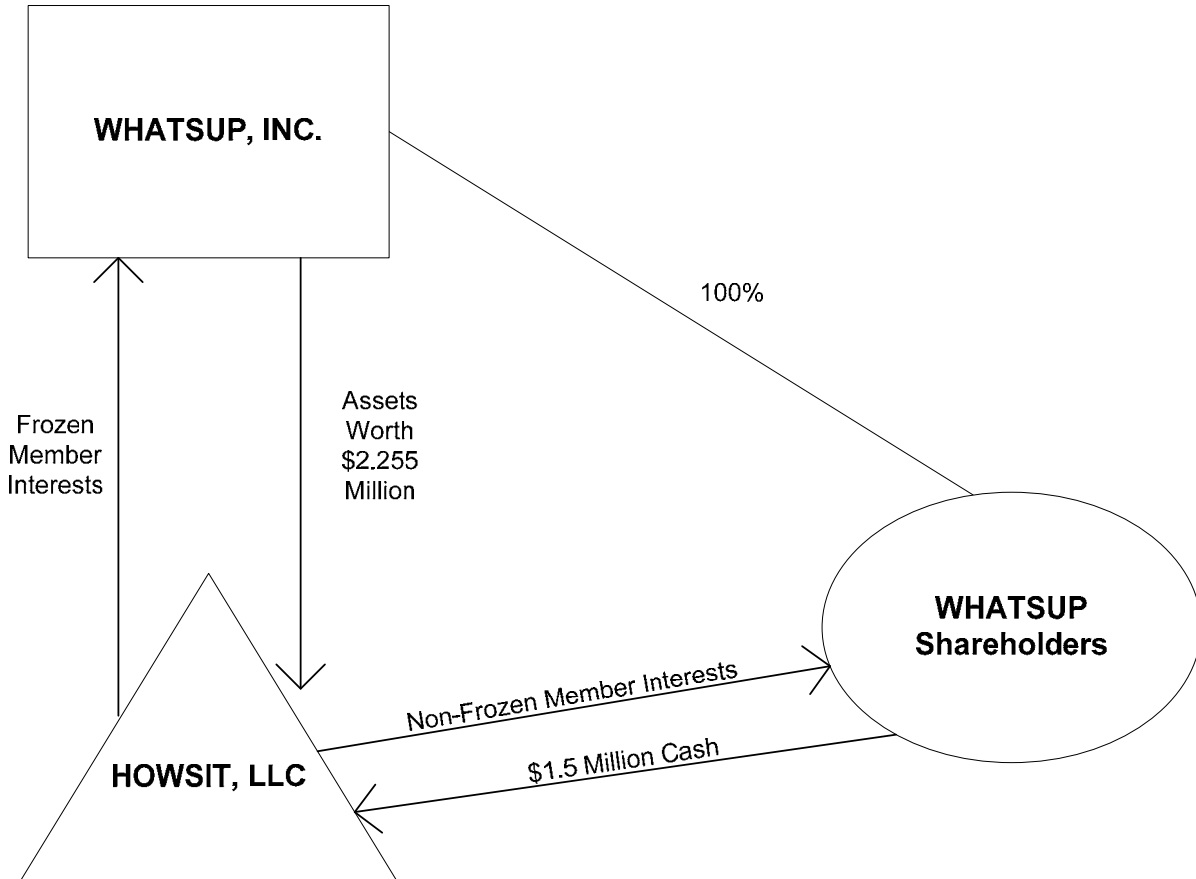 WHATSUP, INC.
100%
Frozen
Member
Interests
Assets
Worth
$2.255
Million
WHATSUP
Shareholders
Non-Frozen Member Interests
$1.5 Million Cash
HOWSIT, LLC